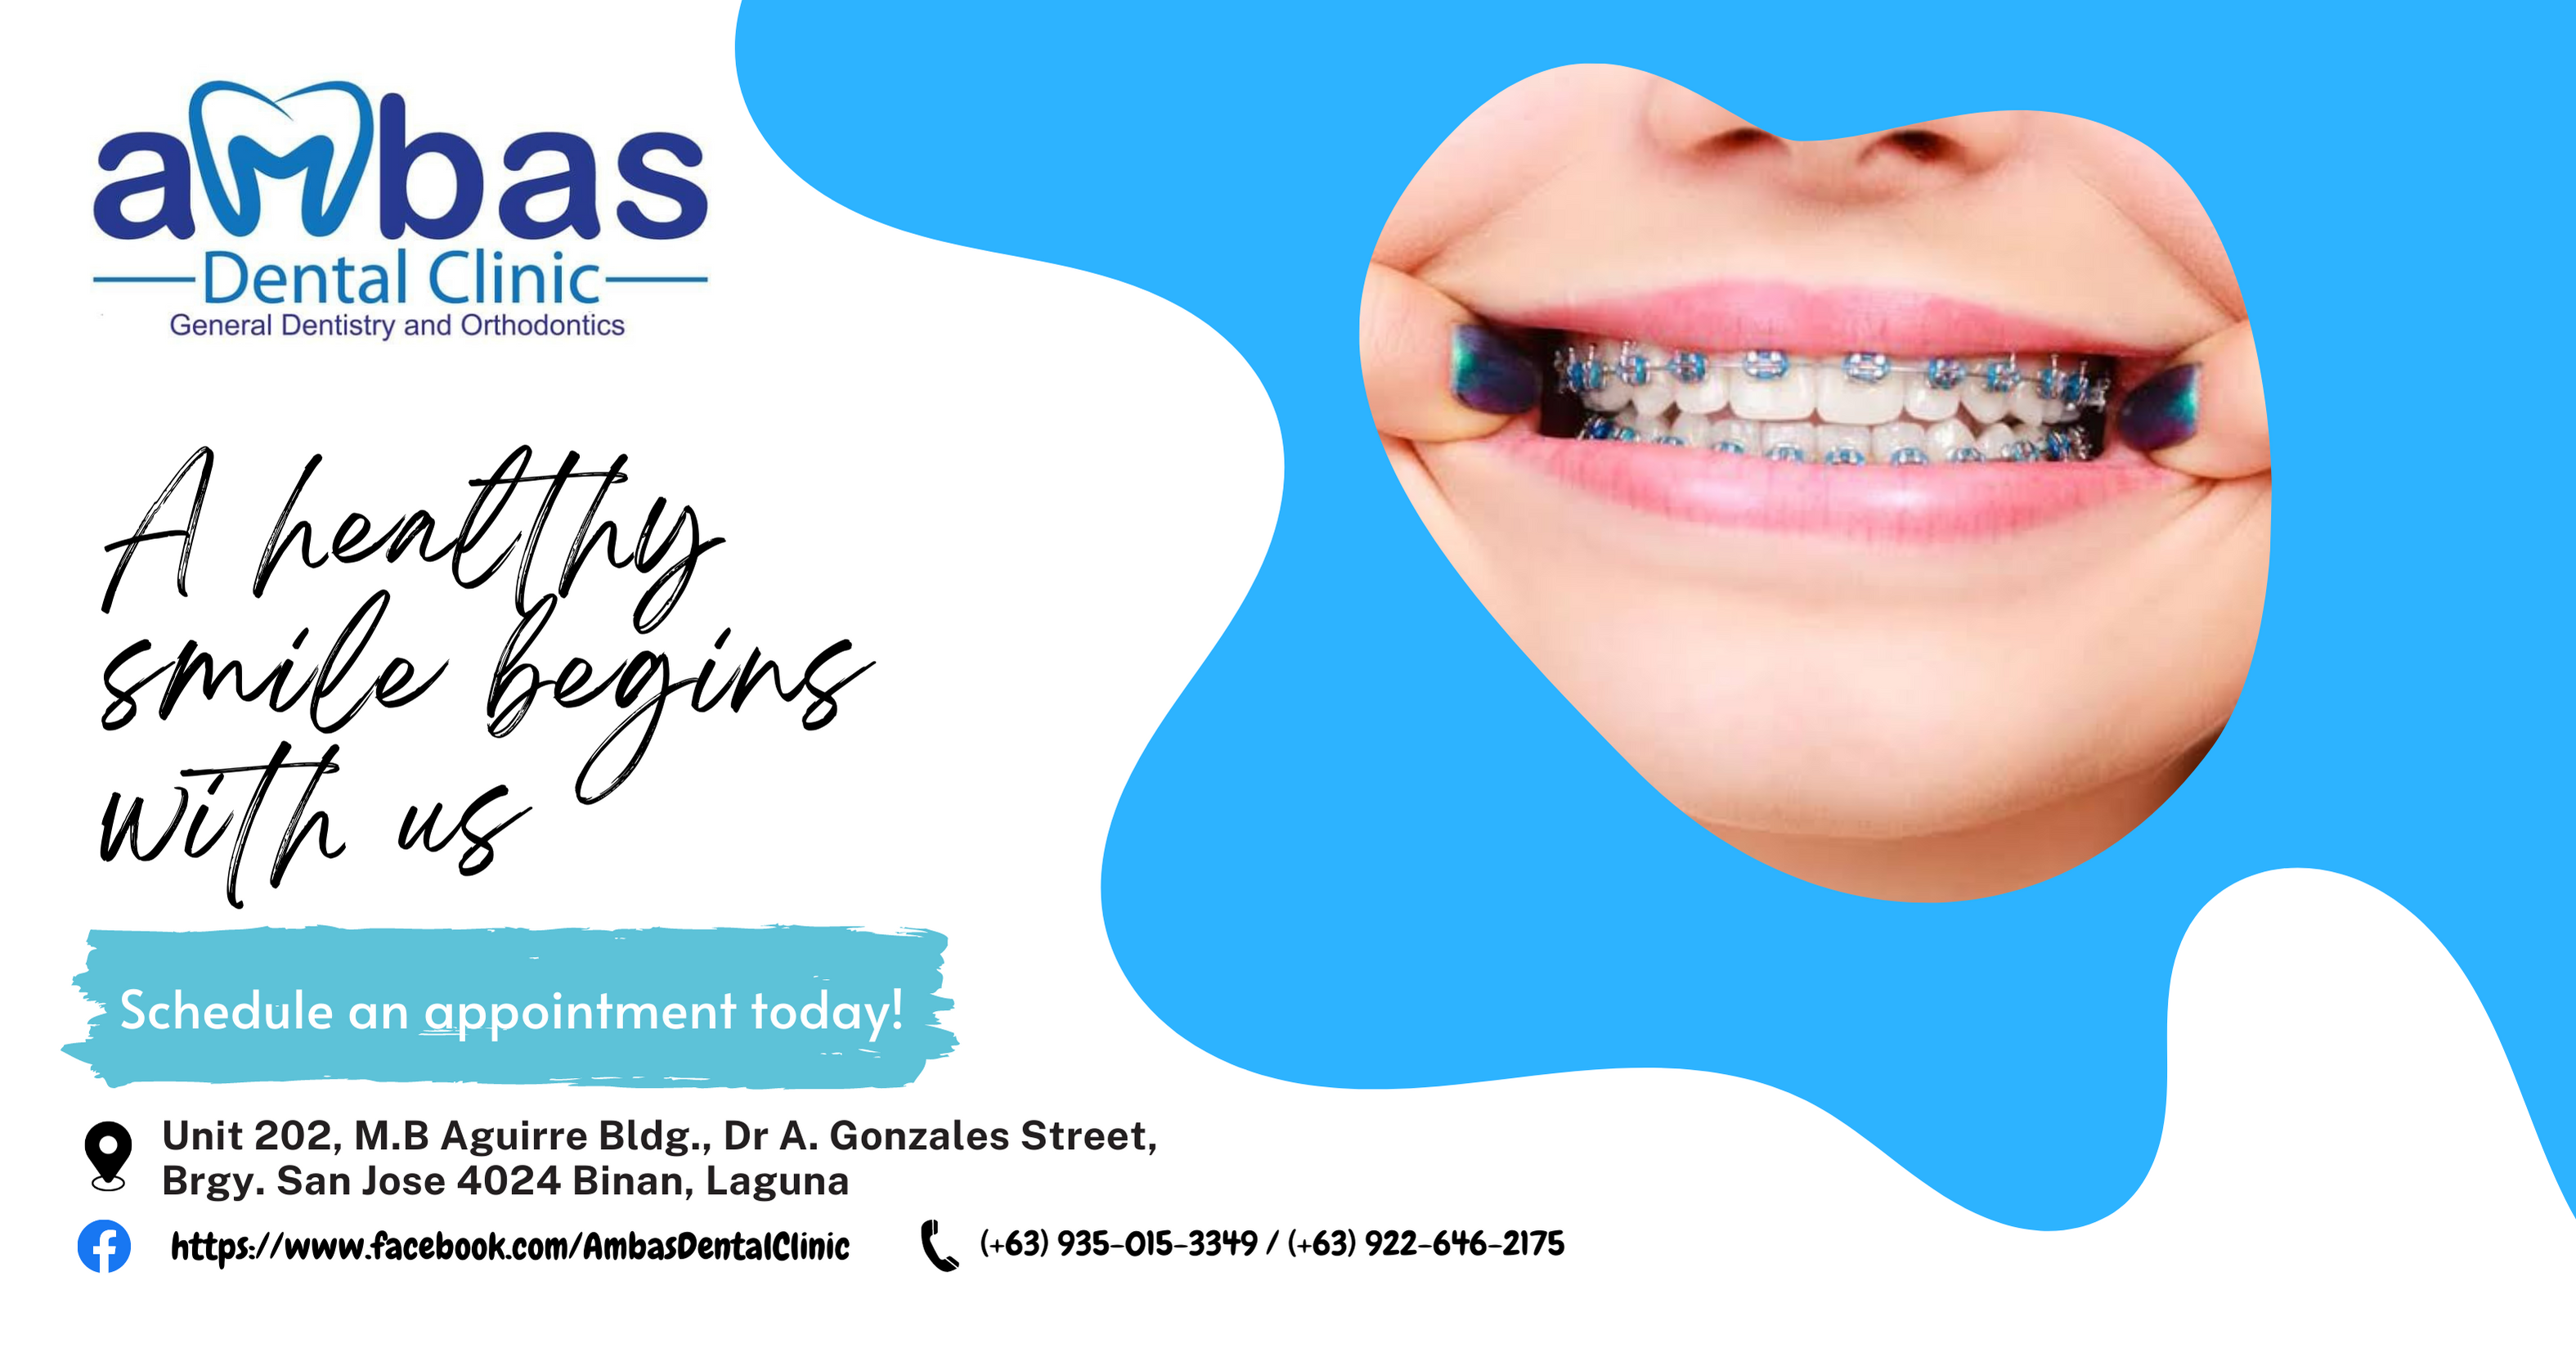 ambas
Dental Clinic
General Dentistry and Orthodontics
A healthy
smile begins
with us
Schedule an appointment today!
Unit 202, M.B Aguirre Bldg., Dr A. Gonzales Street,
Brgy. San Jose 4024 Binan, Laguna
https://www.facebook.com/AmbasDentalClinic
(+63) 935-015-3349 / (+63) 922-646-2175